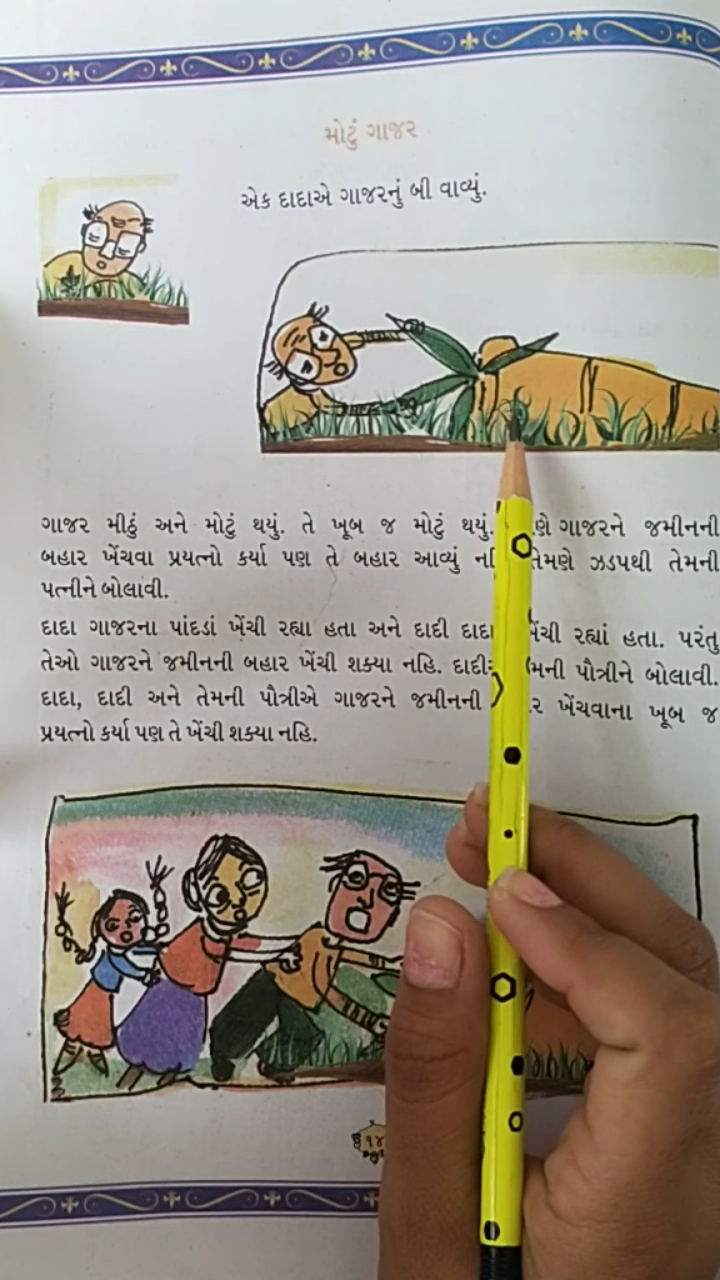 મોટું ગાજર
એક દાદાએ ગાજરનું બી વાવ્યું.
ગાજર મીઠું અને મોટું થયું. તે ખૂબ જ મોટું થયું. ગાજરને જમીનની
બહાર ખેંચવા પ્રયત્નો કર્યા પણ તે બહાર આવ્યું ઝડપથી તેમની
પત્નીને બોલાવી.
દાદા ગાજરના પાંદડાં ખેંચી રહ્યા હતા અને દાદી રહ્યાં હતા. પરંતુ
તેઓ ગાજરને જમીનની બહાર ખેંચી શક્યા નહિ. પૌત્રીને બોલાવી.
દાદા, દાદી અને તેમની પૌત્રીએ ગાજરને જમીનની ખેંચવાના ખૂબ જ
પ્રયત્નો કર્યા પણ તે ખેંચી શક્યા નહિ.
૧૪